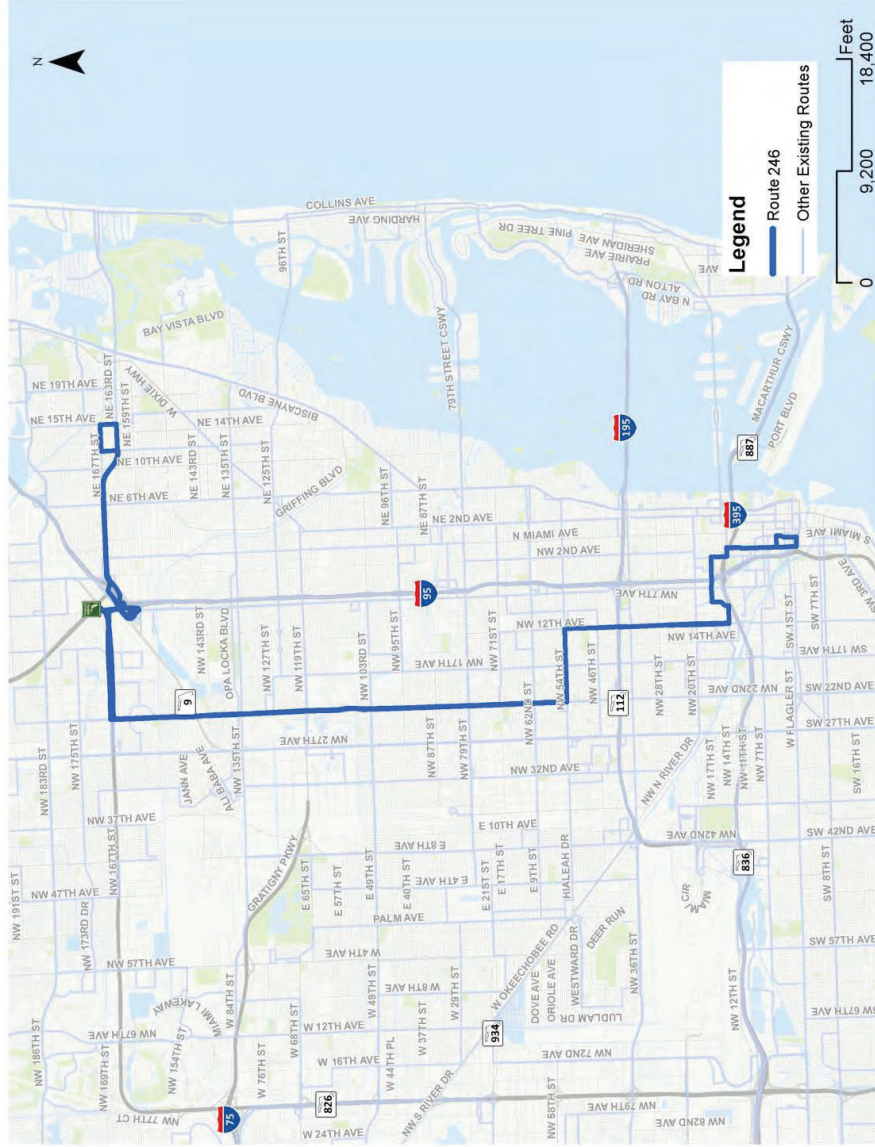 N
Legend
Route 246
Other Existing Routes
0
9,200
18,400
Feet
COLLINS AVE
HARDING AVE
96TH ST
PINE TREE DR
SHERIDAN AVE
PRAIRIE AVE
ALTON RD
N BAY RD
AVE
MACARTHUR CSWY
PORT BLVD
887
BAY VISTA BLVD
79TH STREET CSWY
195
395
NE 19TH AVE
NE 163RD ST
NE 159TH ST
W DIXIE HWY
NE 15TH AVE
NE 14TH AVE
BISCAYNE BLVD
NE 167TH ST
NE 10TH AVE
NE 143RD ST
NE 135TH ST
NE 125TH ST
NE 6TH AVE
GRIFFING BLVD
NE 96TH ST
NE 87TH ST
NE 2ND AVE
N MIAMI AVE
NW 2ND AVE
S MIAMI AVE
95
NW 7TH AVE
SW 3RD AVE
NW 143RD ST
OPA LOCKA BLVD
NW 127TH ST
NW 119TH ST
NW 103RD ST
NW 95TH ST
NW 17TH AVE
NW 71ST ST
NW 12TH AVE
NW 14TH AVE
SW 1ST ST
SW 7TH ST
SW 17TH AVE
9
NW 62ND ST
NW 54TH ST
NW 46TH ST
112
NW 28TH ST
NW 20TH ST
NW 22ND AVE
W FLAGLER ST
SW 22ND AVE
NW 183RD ST
NW 175TH ST
JANN AVE
ALI BABA AVE
NW 135TH ST
NW 27TH AVE
NW 87TH ST
NW 79TH ST
NW 32ND AVE
NW N RIVER DR
NW 17TH ST
NW 14TH ST
NW 11TH ST
NW 7TH ST
SW 27TH AVE
SW 16TH ST
NW 37TH AVE
NW 167TH ST
E 10TH AVE
E 8TH AVE
NW 42ND AVE
SW 42ND AVE
NW 191ST ST
NW 47TH AVE
NW 173RD DR
GRATIGNY PKWY
E 65TH ST
E 57TH ST
E 49TH ST
E 40TH ST
E 4TH AVE
E 21ST ST
E 17TH ST
E 9TH ST
HIALEAH DR
836
MIAMI CIR
SW 8TH ST
PALM AVE
NW 57TH AVE
W 4TH AVE
W OKEECHOBEE RD
DEER RUN
WESTWARD DR
NW 36TH ST
SW 57TH AVE
MIAMI LAKEWAY
W 84TH ST
W 8TH AVE
W 49TH ST
W 29TH ST
DOVE AVE
ORIOLE AVE
LUDLAM DR
NW 12TH ST
SW 67TH AVE
NW 186TH ST
NW 67TH AVE
NW 154TH ST
W 68TH ST
W 12TH AVE
W 37TH ST
934
NW 169TH ST
W 76TH ST
W 16TH AVE
W 44TH PL
NW 72ND AVE
NW 77TH CT
75
826
W 24TH AVE
NW S RIVER DR
NW 58TH ST
NW 79TH AVE
NW 82ND AVE